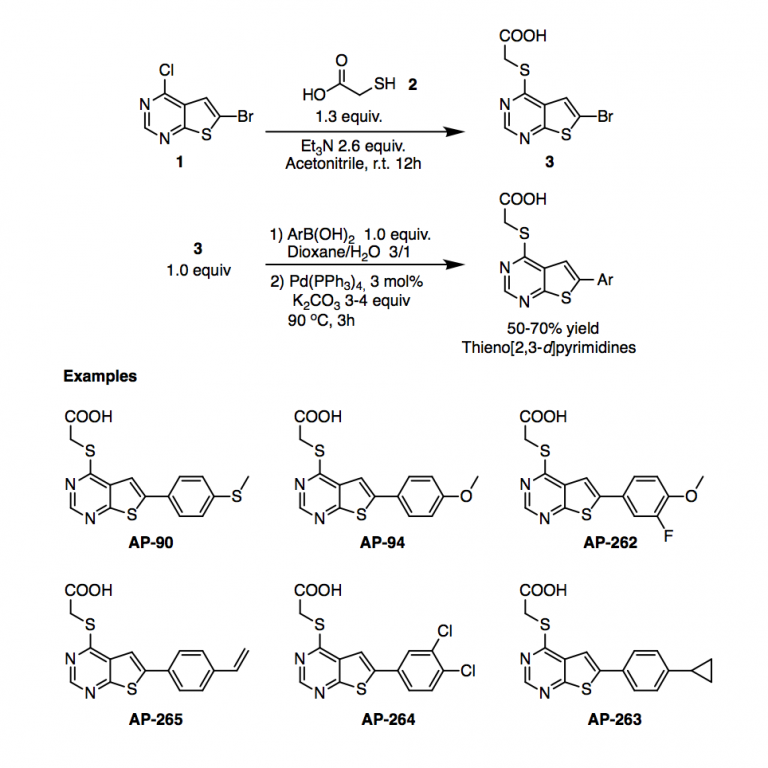 Cl
N
N
S
Br
1
O
HO
SH 2
1.3 equiv.
Et₃N 2.6 equiv.
Acetonitrile, r.t. 12h
COOH
S
N
N
S
Br
3
3
1.0 equiv
1) ArB(OH)₂ 1.0 equiv.
Dioxane/H₂O 3/1
2) Pd(PPh₃)₄, 3 mol%
K₂CO₃ 3-4 equiv
90 °C, 3h
COOH
S
N
N
S
Ar
50-70% yield
Thieno[2,3-d]pyrimidines
Examples
COOH
S
N
N
S
S
AP-90
COOH
S
N
N
S
O
AP-94
COOH
S
N
N
S
O
F
AP-262
COOH
S
N
N
S
AP-265
COOH
S
N
N
S
Cl
Cl
AP-264
COOH
S
N
N
S
AP-263